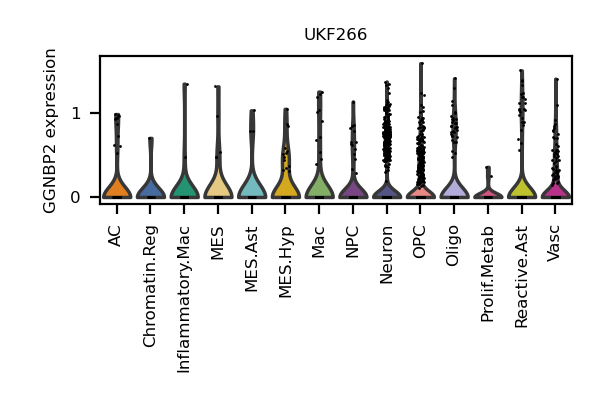 UKF266
GGNBP2 expression
1
0
AC
Chromatin.Reg
Inflammatory.Mac
MES
MES.Ast
MES.Hyp
Mac
NPC
Neuron
OPC
Oligo
Prolif.Metab
Reactive.Ast
Vasc